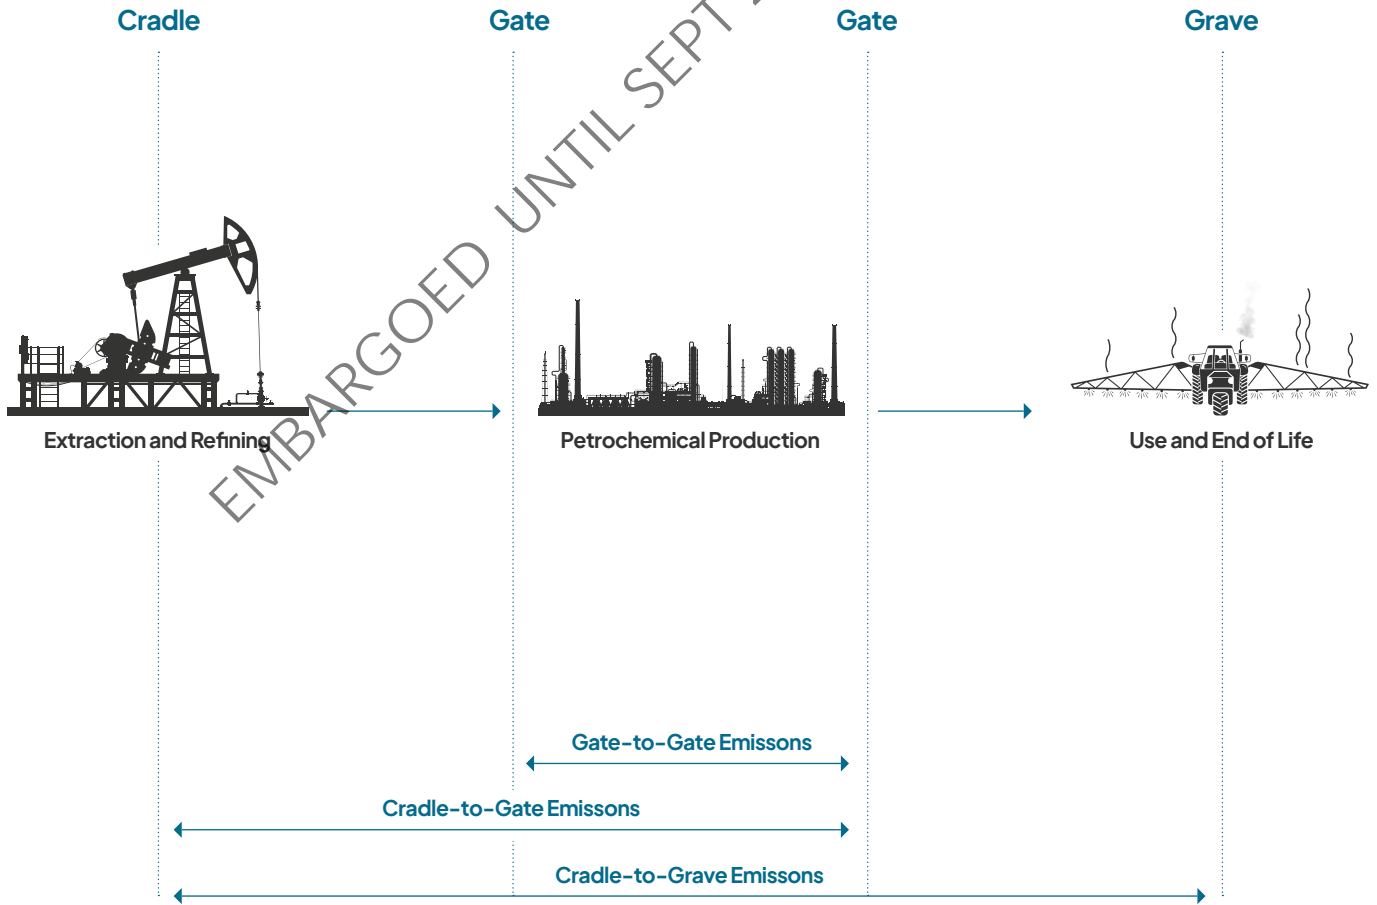 Cradle
Gate
Gate
Grave
EMBARGOED UNTIL SEPT
Extraction and Refining
Petrochemical Production
Use and End of Life
Gate-to-Gate Emissons
Cradle-to-Gate Emissons
Cradle-to-Grave Emissons